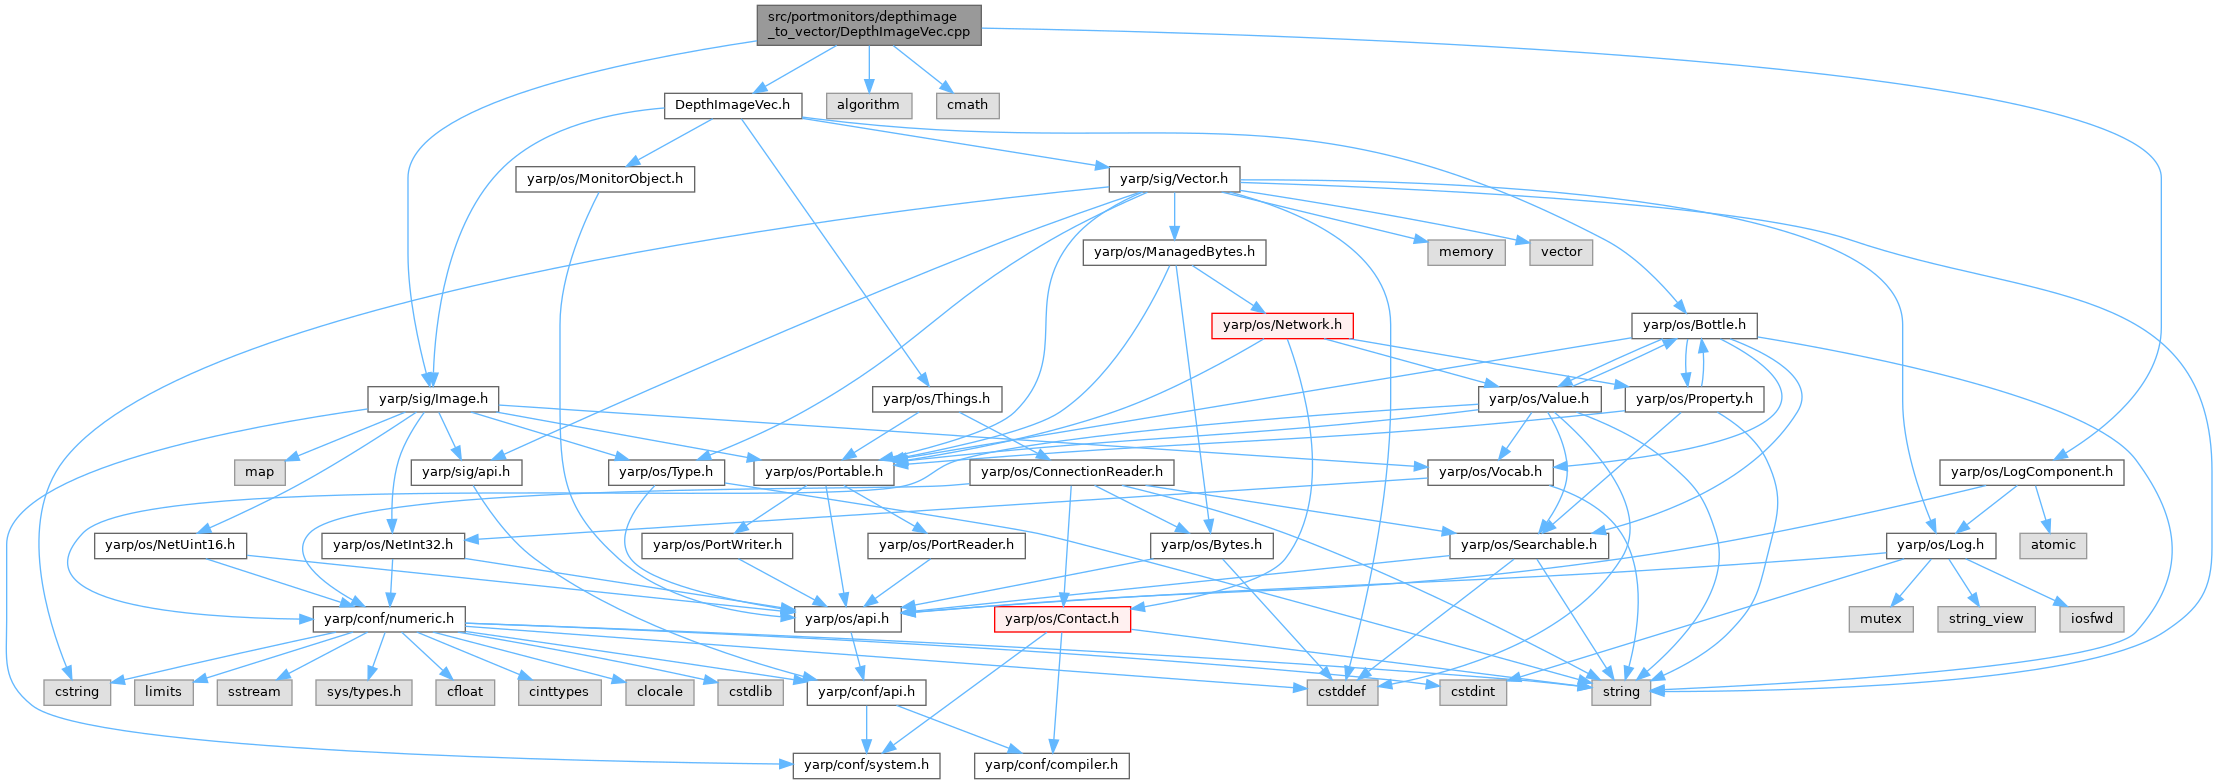 src/portmonitors/depthimage
_to_vector/DepthImageVec.cpp
DepthImageVec.h
algorithm
cmath
yarp/os/MonitorObject.h
yarp/sig/Vector.h
yarp/os/ManagedBytes.h
memory
vector
yarp/os/Network.h
yarp/os/Bottle.h
yarp/sig/Image.h
yarp/os/Things.h
yarp/os/Value.h
yarp/os/Property.h
map
yarp/sig/api.h
yarp/os/Type.h
yarp/os/Portable.h
yarp/os/ConnectionReader.h
yarp/os/Vocab.h
yarp/os/LogComponent.h
yarp/os/NetUint16.h
yarp/os/NetInt32.h
yarp/os/PortWriter.h
yarp/os/PortReader.h
yarp/os/Bytes.h
yarp/os/Searchable.h
yarp/os/Log.h
atomic
yarp/conf/numeric.h
yarp/os/api.h
yarp/os/Contact.h
mutex
string_view
iosfwd
cstring
limits
sstream
sys/types.h
cfloat
cinttypes
clocale
cstdlib
yarp/conf/api.h
cstddef
cstdint
string
yarp/conf/system.h
yarp/conf/compiler.h